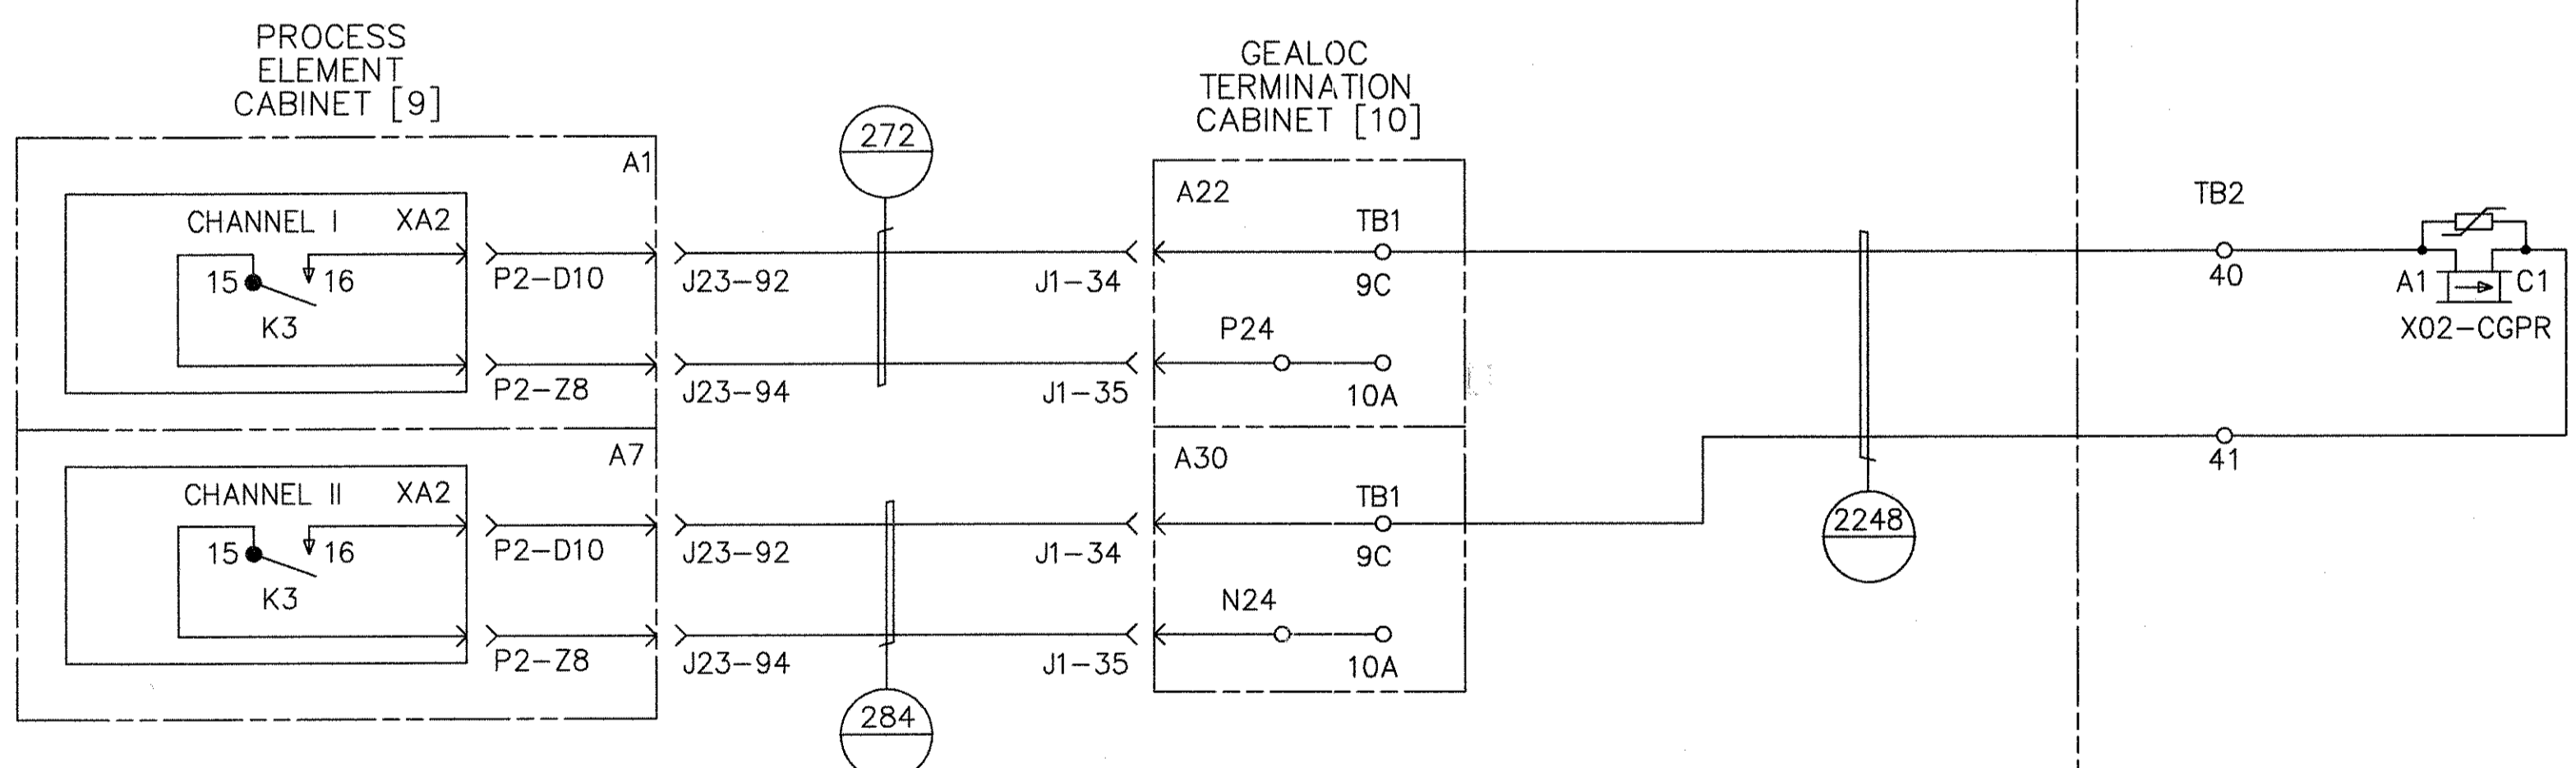 PROCESS
ELEMENT
CABINET [9]
GEALOC
TERMINATION
CABINET [10]
272
A1
A22
TB2
CHANNEL I XA2
TB1
15 16
P2-D10
J23-92
J1-34
9C
40
A1 C1
K3
P24
X02-CGPR
P2-Z8
J23-94
J1-35
10A
A7
A30
41
CHANNEL II XA2
TB1
2248
15 16
P2-D10
J23-92
J1-34
9C
K3
N24
P2-Z8
J23-94
J1-35
10A
284